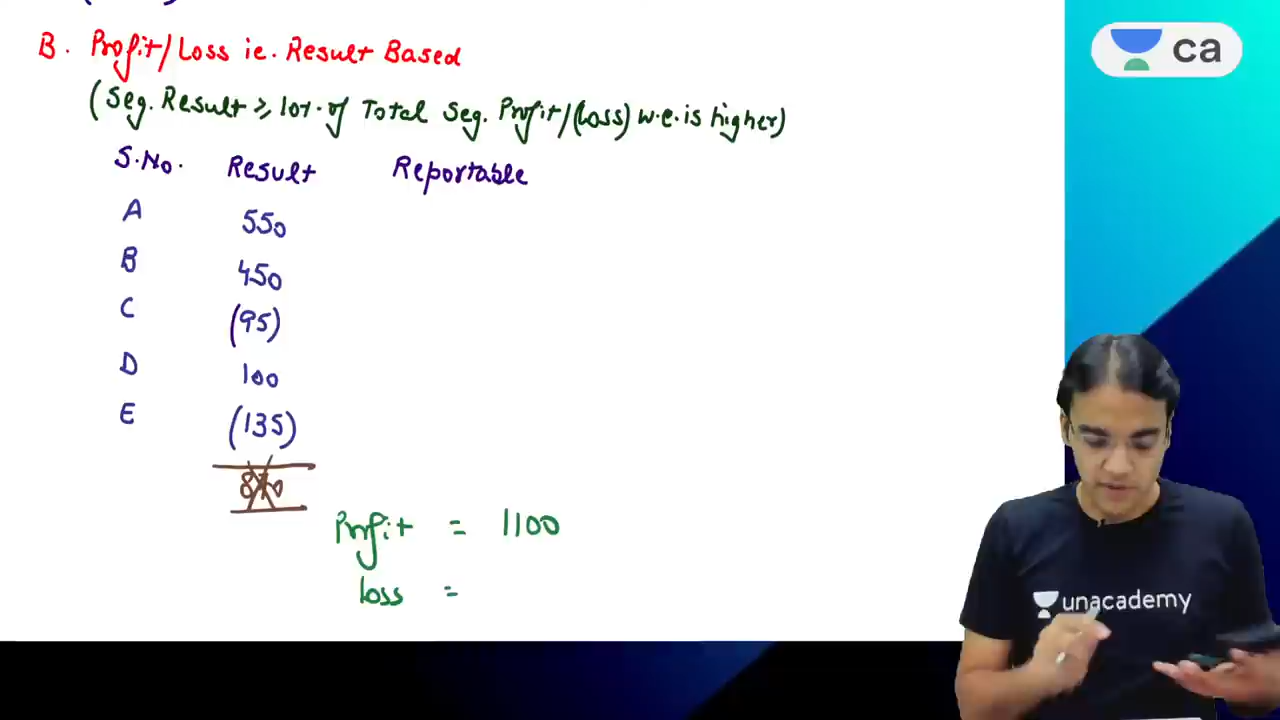 B. Profit/Loss ie. Result Based
(Seg. Result ≥ 10% of Total Seg. Profit/(Loss) w.e. is higher)
S.No. Result Reportable
A 550
B 450
C (95)
D 100
E (135)
870
Profit = 1100
loss =
ca
unacademy